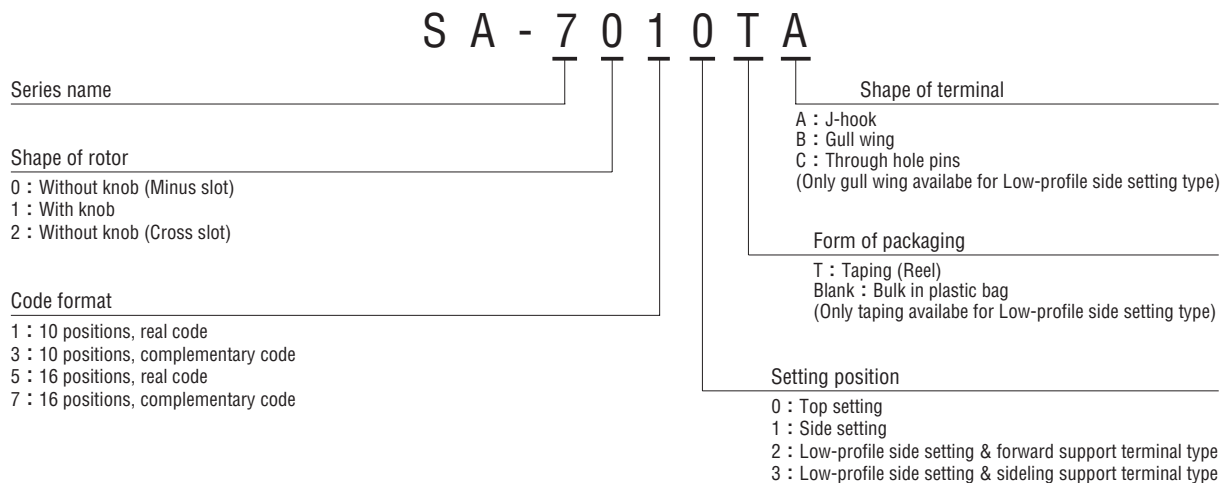 SA-7010TA
Series name
Shape of rotor
0：Without knob (Minus slot)
1：With knob
2：Without knob (Cross slot)
Code format
1：10 positions, real code
3：10 positions, complementary code
5：16 positions, real code
7：16 positions, complementary code
Shape of terminal
A：J-hook
B：Gull wing
C：Through hole pins
(Only gull wing availabe for Low-profile side setting type)
Form of packaging
T：Taping (Reel)
Blank：Bulk in plastic bag
(Only taping availabe for Low-profile side setting type)
Setting position
0：Top setting
1：Side setting
2：Low-profile side setting & forward support terminal type
3：Low-profile side setting & sideling support terminal type